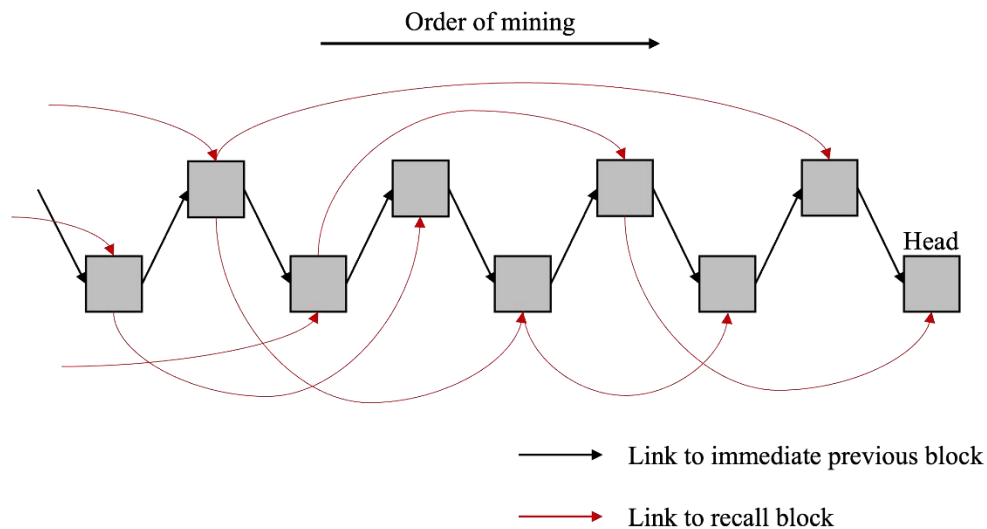 Order of mining
Head
Link to immediate previous block
Link to recall block